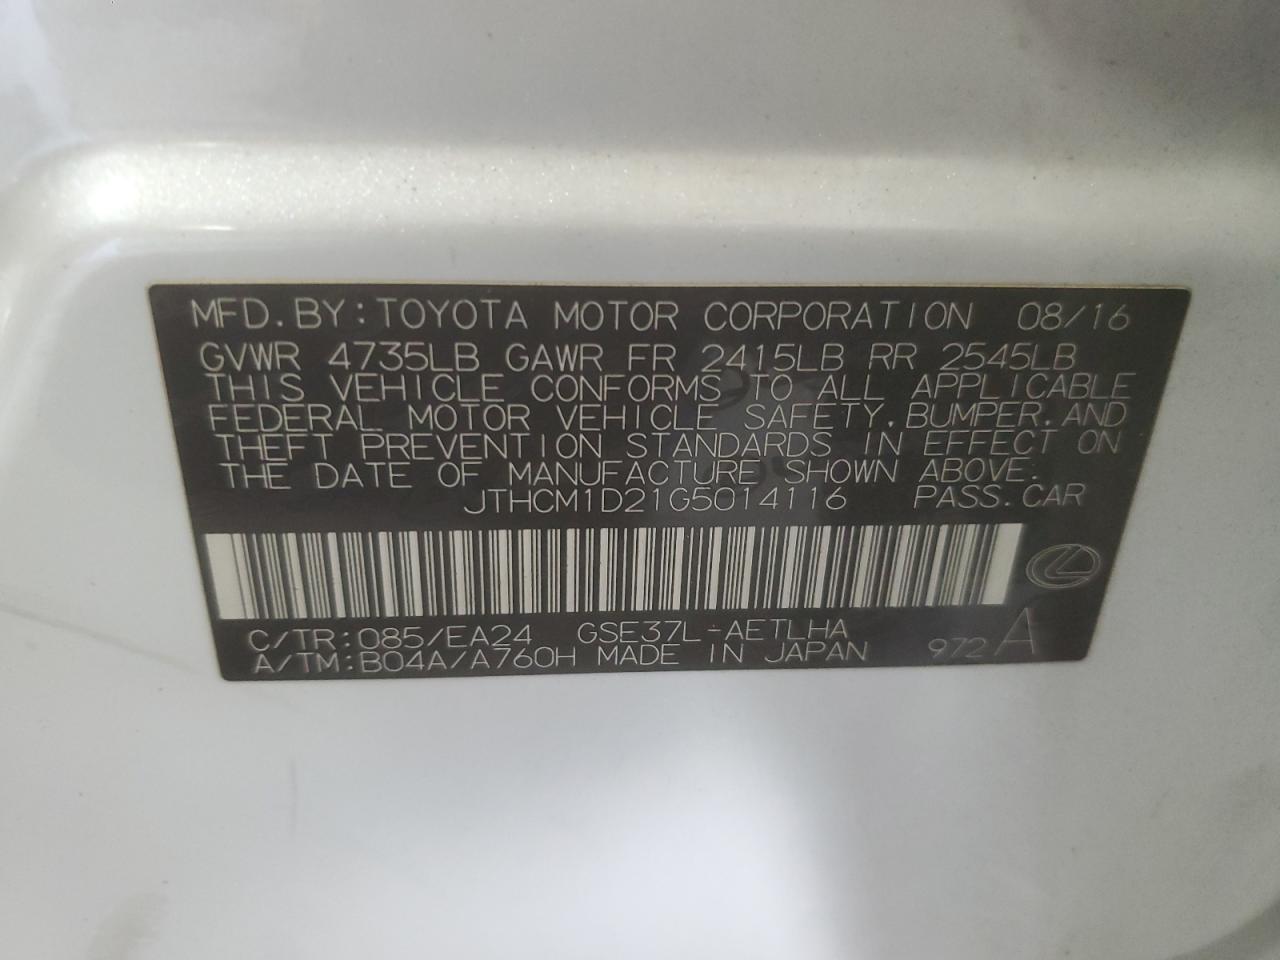 MFD. BY: TOYOTA MOTOR CORPORATION 08/16
GVWR 4735LB GAWR FR 2415LB RR 2545LB
THIS VEHICLE CONFORMS TO ALL APPLICABLE
FEDERAL MOTOR VEHICLE SAFETY, BUMPER, AND
THEFT PREVENTION STANDARDS IN EFFECT ON
THE DATE OF MANUFACTURE SHOWN ABOVE.
JTHCM1D21G5014116 PASS. CAR
C/TR: 085/EA24 GSE37L-AETLHA
A/TM: B04A/A760H MADE IN JAPAN 972 A